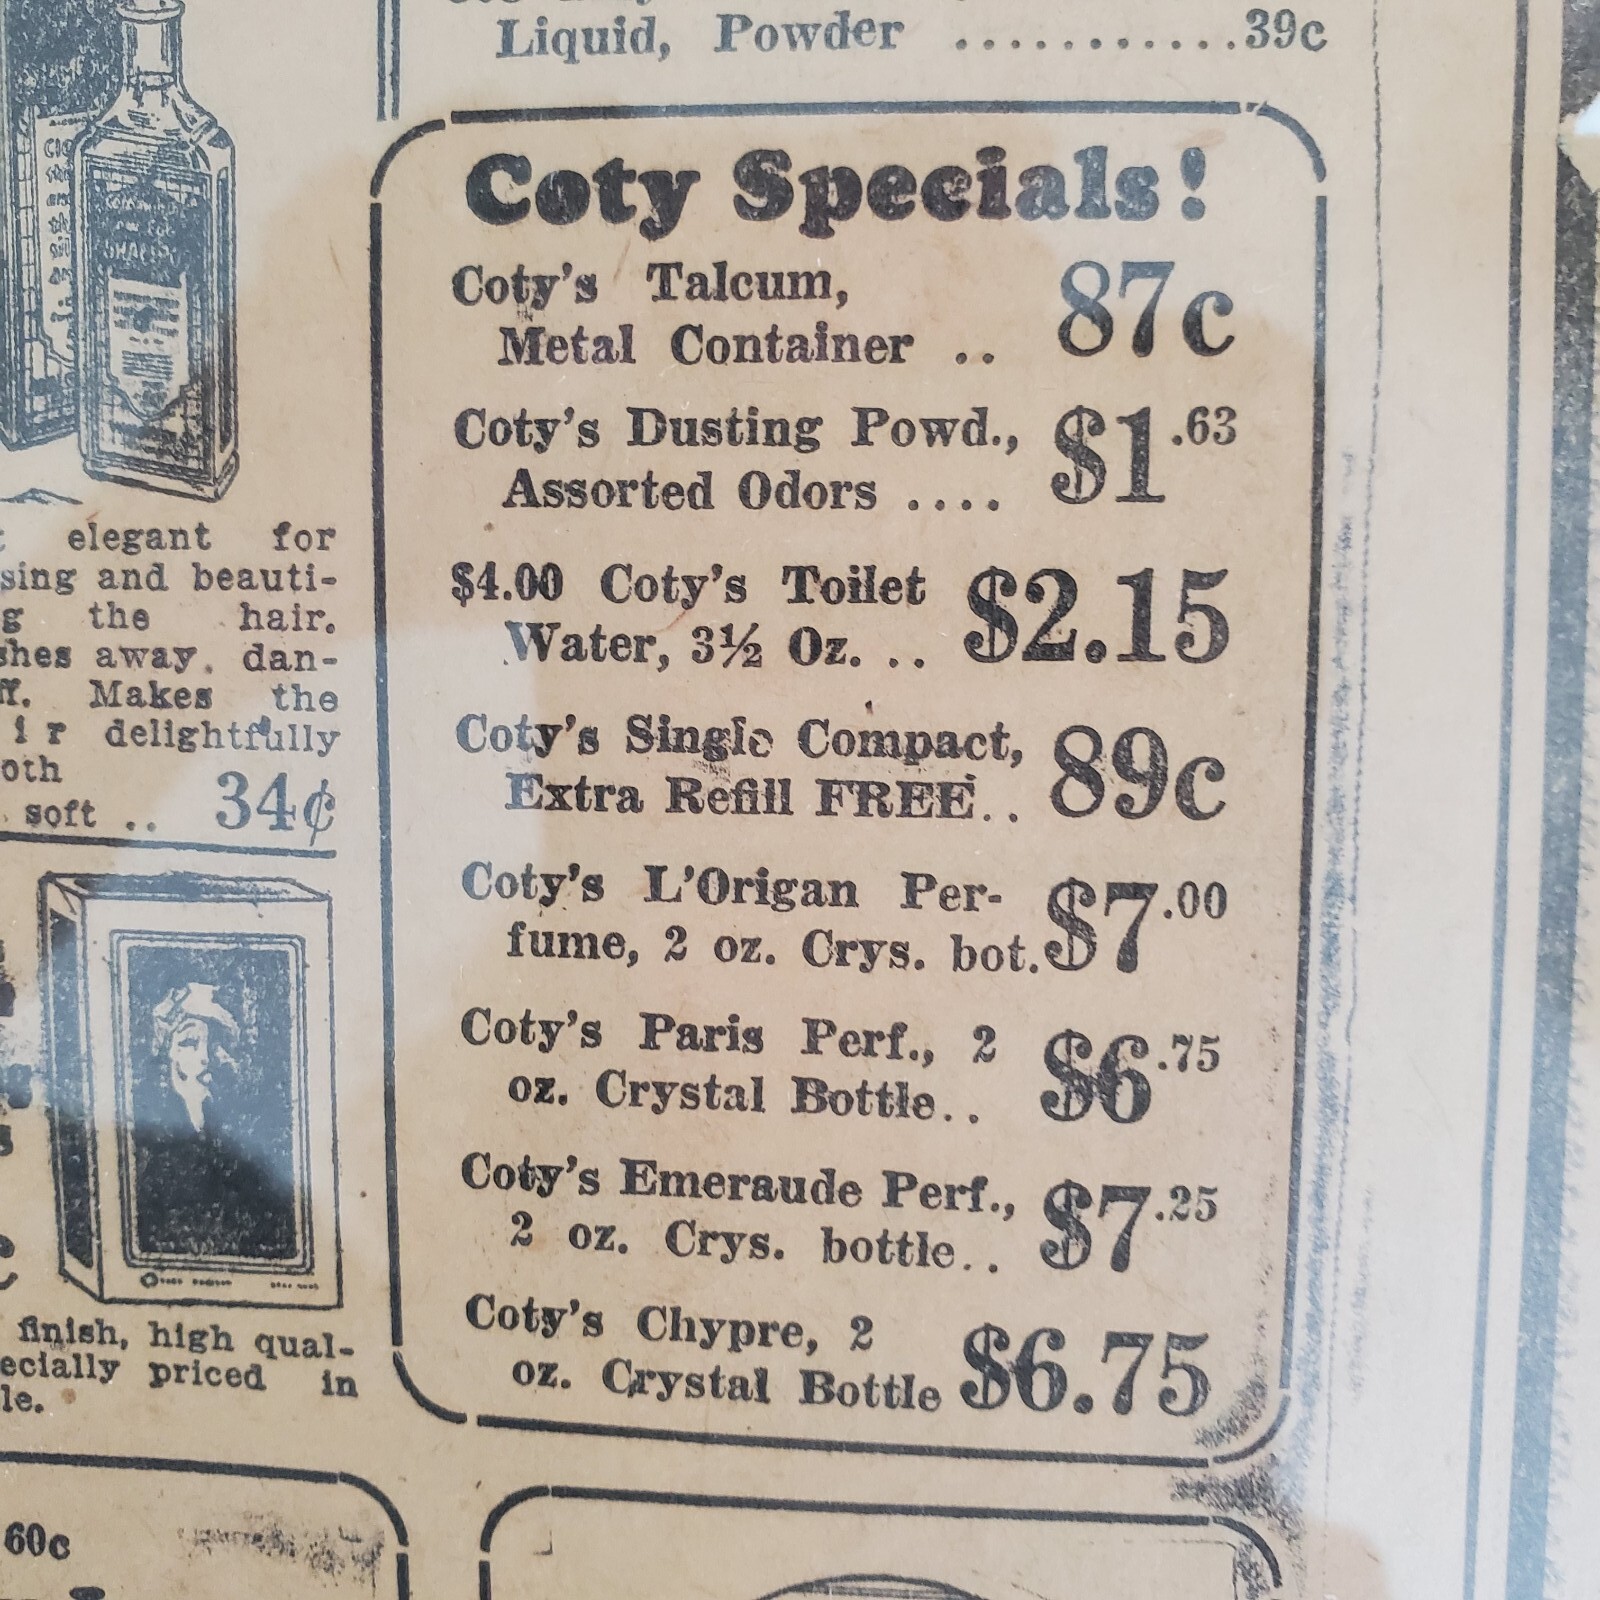 Liquid, Powder ............39c
Coty Specials!
Coty's Talcum,
Metal Container .. 87c
Coty's Dusting Powd.,
Assorted Odors .... $1.63
$4.00 Coty's Toilet
Water, 3½ Oz. .. $2.15
Coty's Single Compact,
Extra Refill FREE.. 89c
Coty's L'Origan Per-
fume, 2 oz. Crys. bot. $7.00
Coty's Paris Perf., 2
oz. Crystal Bottle.. $6.75
Coty's Emeraude Perf.,
2 oz. Crys. bottle.. $7.25
Coty's Chypre, 2
oz. Crystal Bottle $6.75
elegant for
sing and beauti-
g the hair.
shes away dan-
ff. Makes the
i r delightfully
oth
soft .. 34¢
finish, high qual-
ecially priced in
le.
60c